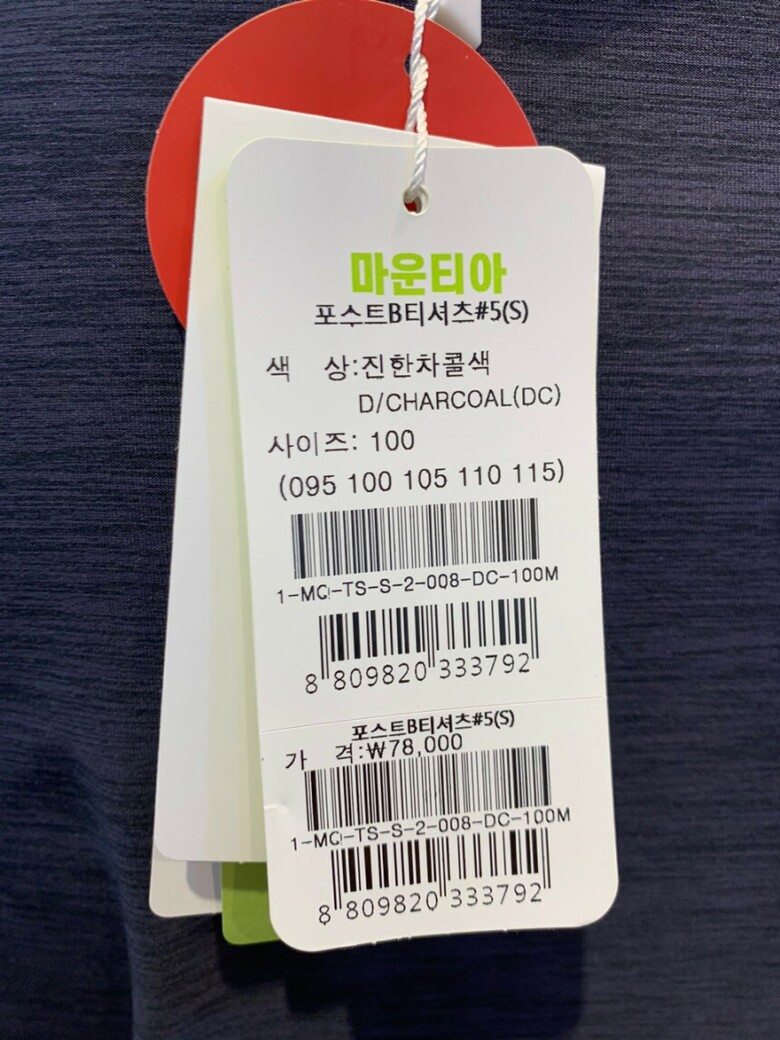 마운티아
포스트B티셔츠#5(S)
색 상:진한차콜색
D/CHARCOAL(DC)
사이즈: 100
(095 100 105 110 115)
1-MQ-TS-S-2-008-DC-100M
8 809820 333792
포스트B티셔츠#5(S)
가 격:₩78,000
1-MQ-TS-S-2-008-DC-100M
8 809820 333792